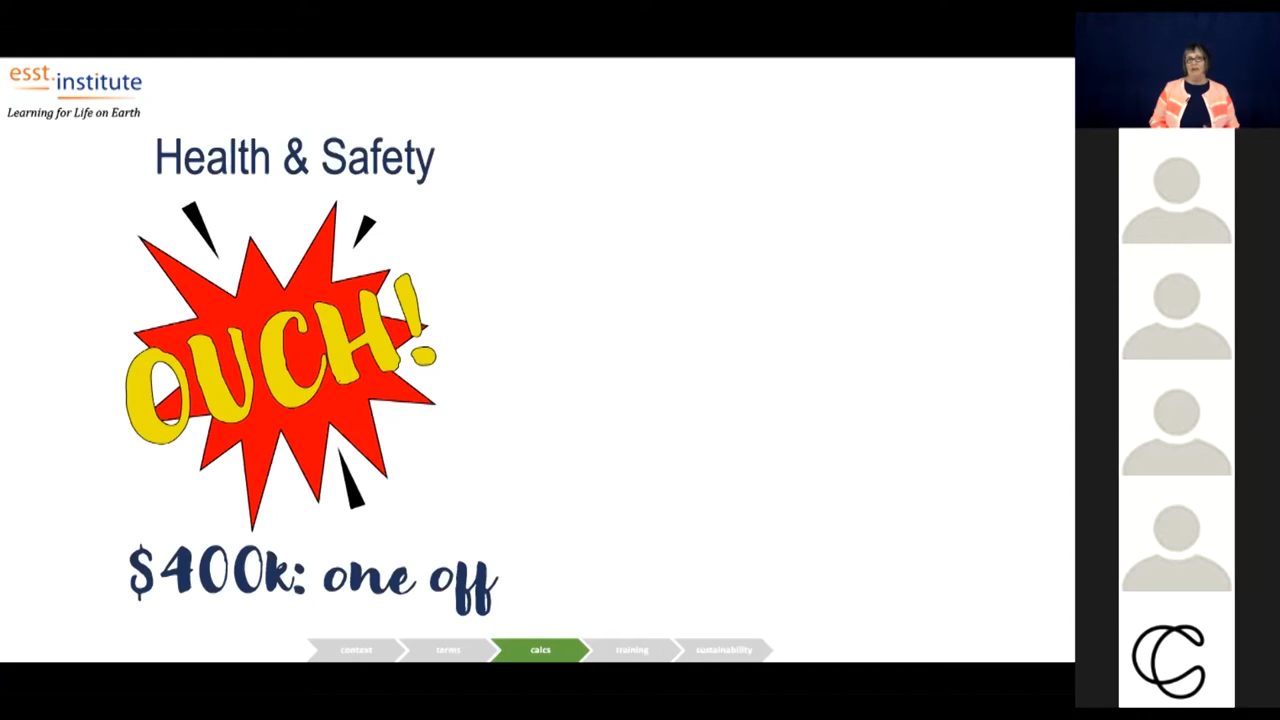 esst.institute
Learning for Life on Earth
Health & Safety
OUCH!
$400k: one off
context terms calcs training sustainability